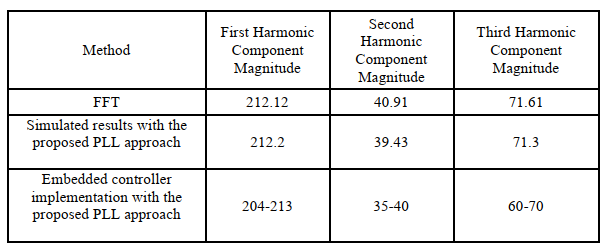 Method
First Harmonic
Component
Magnitude
Second
Harmonic
Component
Magnitude
Third Harmonic
Component
Magnitude
FFT
212.12
40.91
71.61
Simulated results with the
proposed PLL approach
212.2
39.43
71.3
Embedded controller
implementation with the
proposed PLL approach
204-213
35-40
60-70